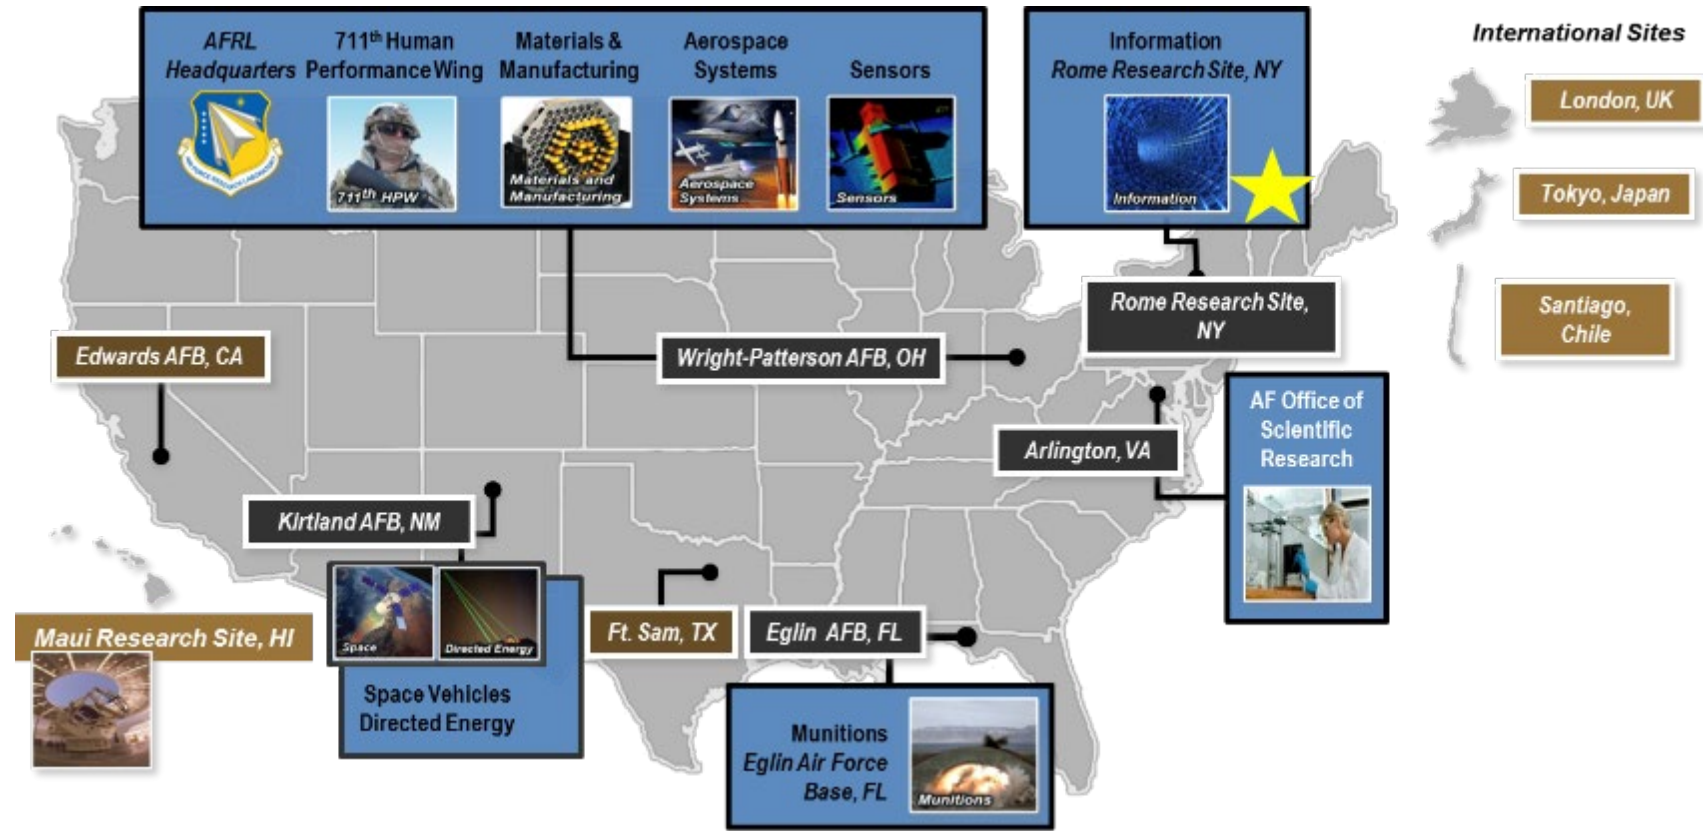 AFRL
Headquarters
711th Human
Performance Wing
Materials &
Manufacturing
Aerospace
Systems
Sensors
711th HPW
Materials and
Manufacturing
Aerospace
Systems
Sensors
Information
Rome Research Site, NY
Information
International Sites
London, UK
Tokyo, Japan
Santiago,
Chile
Rome Research Site,
NY
Edwards AFB, CA
Wright-Patterson AFB, OH
AF Office of
Scientific
Research
Arlington, VA
Kirtland AFB, NM
Space
Directed Energy
Space Vehicles
Directed Energy
Maui Research Site, HI
Ft. Sam, TX
Eglin AFB, FL
Munitions
Eglin Air Force
Base, FL
Munitions